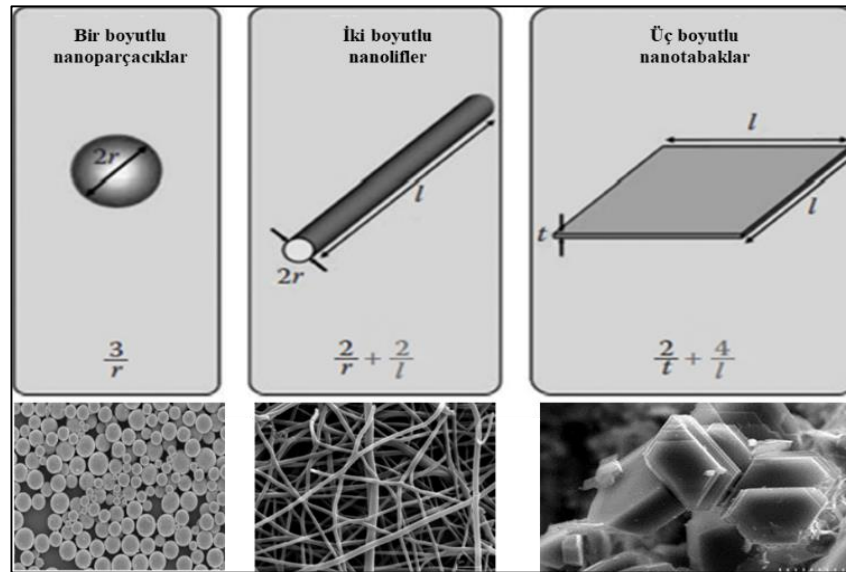 Bir boyutlu
nanoparçacıklar
2r
3/r
İki boyutlu
nanolifler
l
2r
2/r + 2/l
Üç boyutlu
nanotabaklar
l
l
t
2/t + 4/l